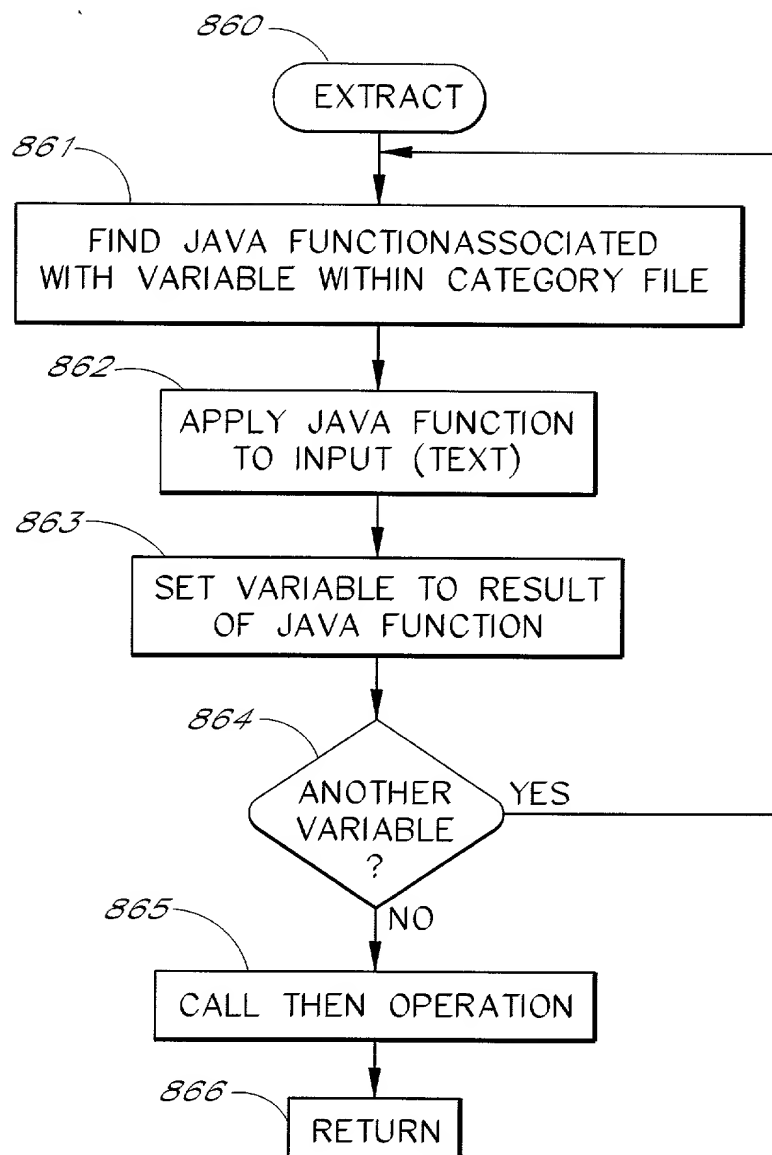 860
EXTRACT
861
FIND JAVA FUNCTIONASSOCIATED
WITH VARIABLE WITHIN CATEGORY FILE
862
APPLY JAVA FUNCTION
TO INPUT (TEXT)
863
SET VARIABLE TO RESULT
OF JAVA FUNCTION
864
ANOTHER
VARIABLE
?
YES
NO
865
CALL THEN OPERATION
866
RETURN